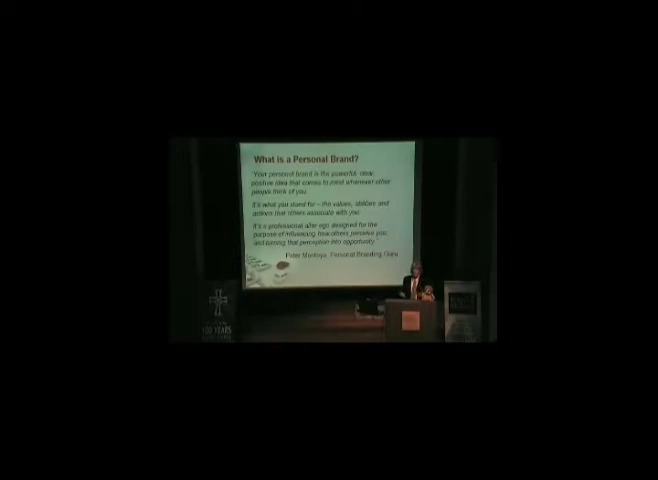 What is a Personal Brand?
"Your personal brand is the powerful, clear,
positive idea that comes to mind whenever other
people think of you.
It's what you stand for – the values, abilities and
actions that others associate with you.
It's a professional alter ego designed for the
purpose of influencing how others perceive you,
and turning that perception into opportunity."
Peter Montoya, Personal Branding Guru
100 YEARS